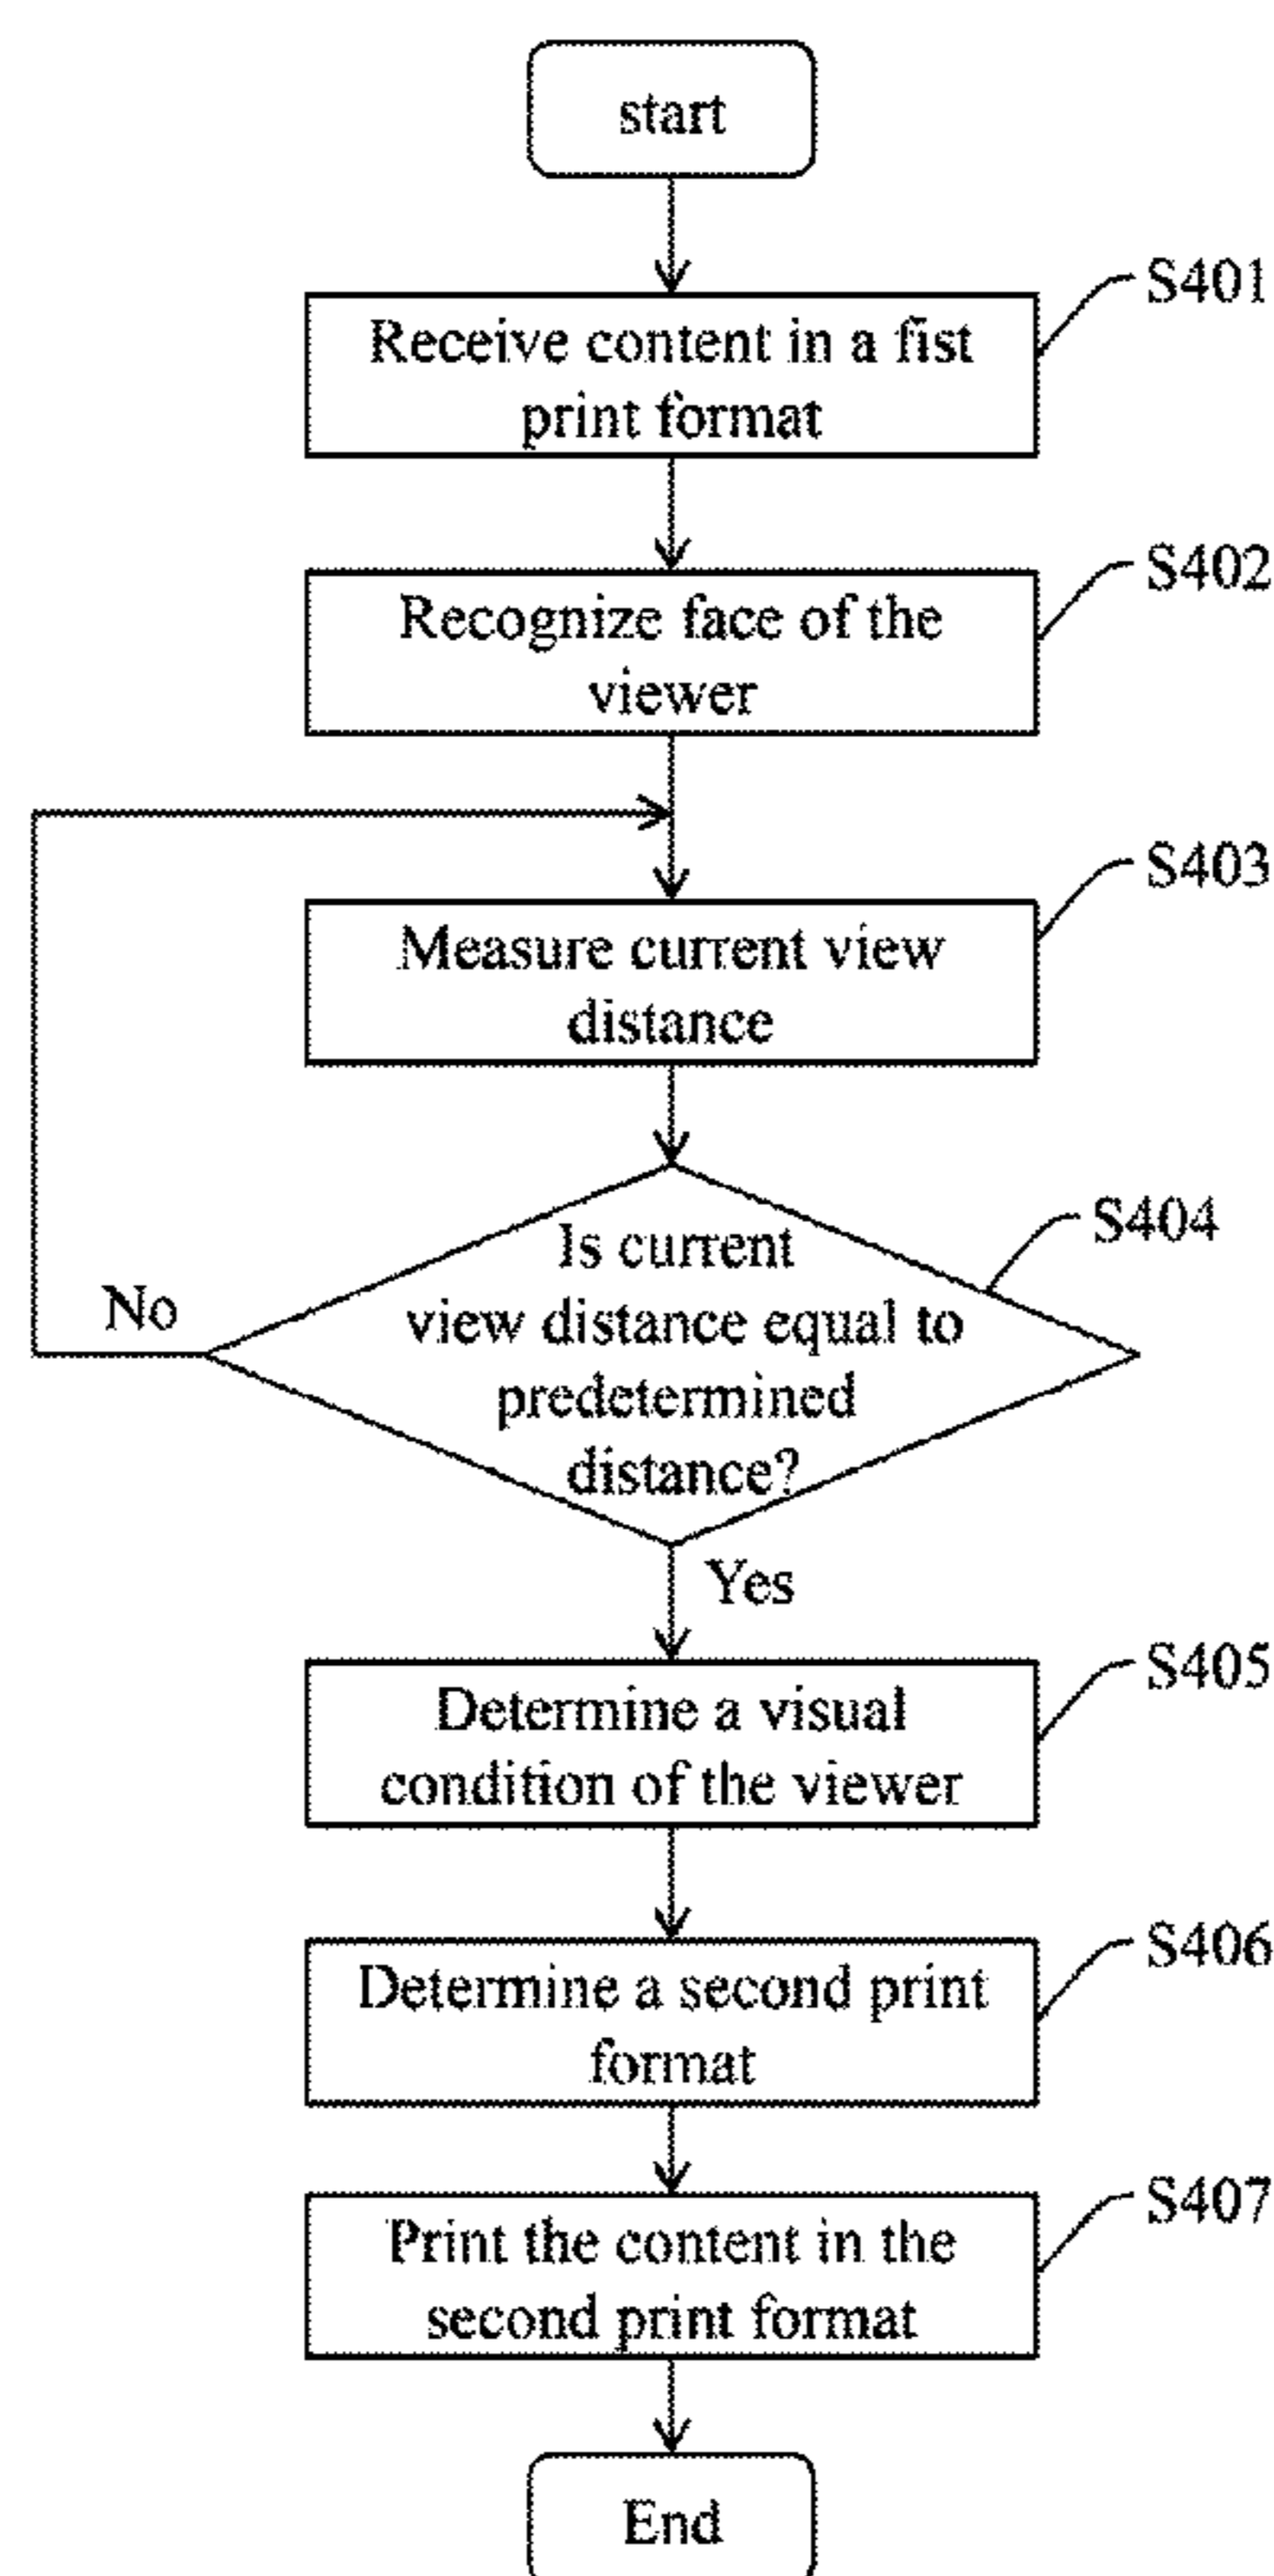 start
S401
Receive content in a fist
print format
S402
Recognize face of the
viewer
S403
Measure current view
distance
S404
Is current
view distance equal to
predetermined
distance?
No
Yes
S405
Determine a visual
condition of the viewer
S406
Determine a second print
format
S407
Print the content in the
second print format
End